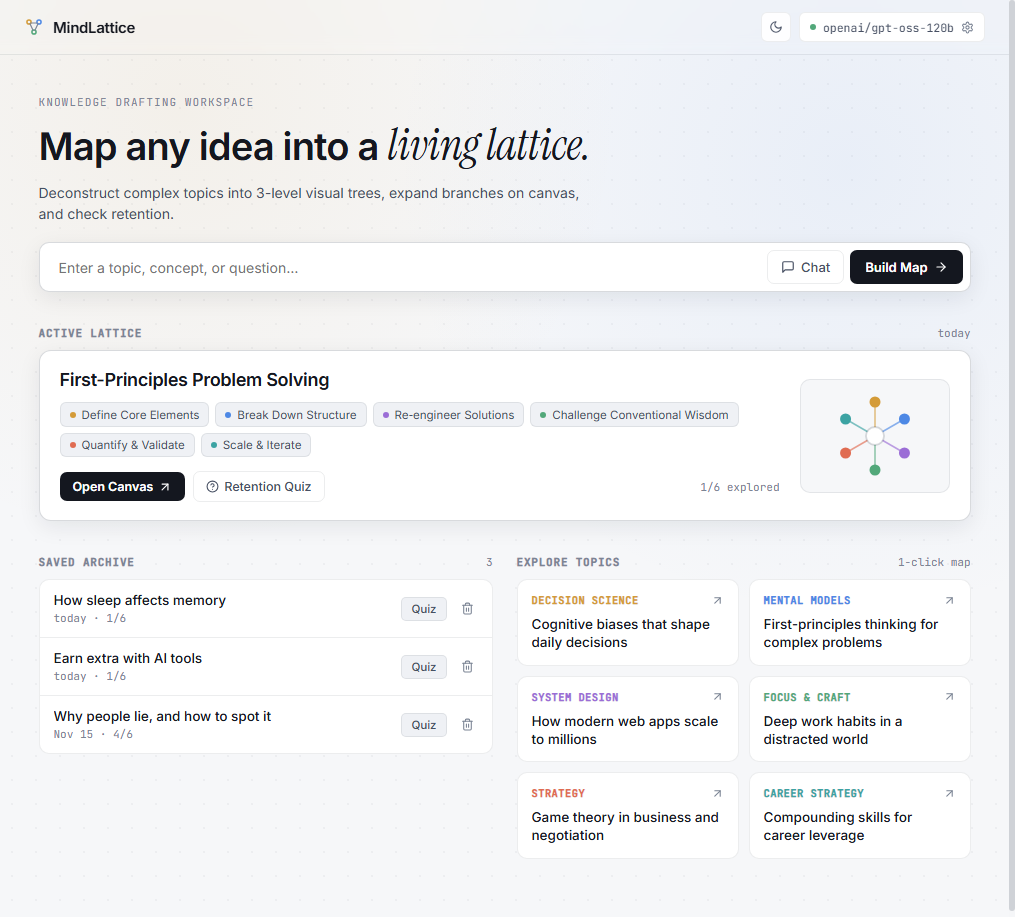 MindLattice
openai/gpt-oss-120b
KNOWLEDGE DRAFTING WORKSPACE
Map any idea into a living lattice.
Deconstruct complex topics into 3-level visual trees, expand branches on canvas,
and check retention.
Enter a topic, concept, or question...
Chat
Build Map
ACTIVE LATTICE
today
First-Principles Problem Solving
Define Core Elements
Break Down Structure
Re-engineer Solutions
Challenge Conventional Wisdom
Quantify & Validate
Scale & Iterate
Open Canvas
Retention Quiz
1/6 explored
SAVED ARCHIVE
3
How sleep affects memory
today · 1/6
Quiz
Earn extra with AI tools
today · 1/6
Quiz
Why people lie, and how to spot it
Nov 15 · 4/6
Quiz
EXPLORE TOPICS
1-click map
DECISION SCIENCE
Cognitive biases that shape
daily decisions
MENTAL MODELS
First-principles thinking for
complex problems
SYSTEM DESIGN
How modern web apps scale
to millions
FOCUS & CRAFT
Deep work habits in a
distracted world
STRATEGY
Game theory in business and
negotiation
CAREER STRATEGY
Compounding skills for
career leverage